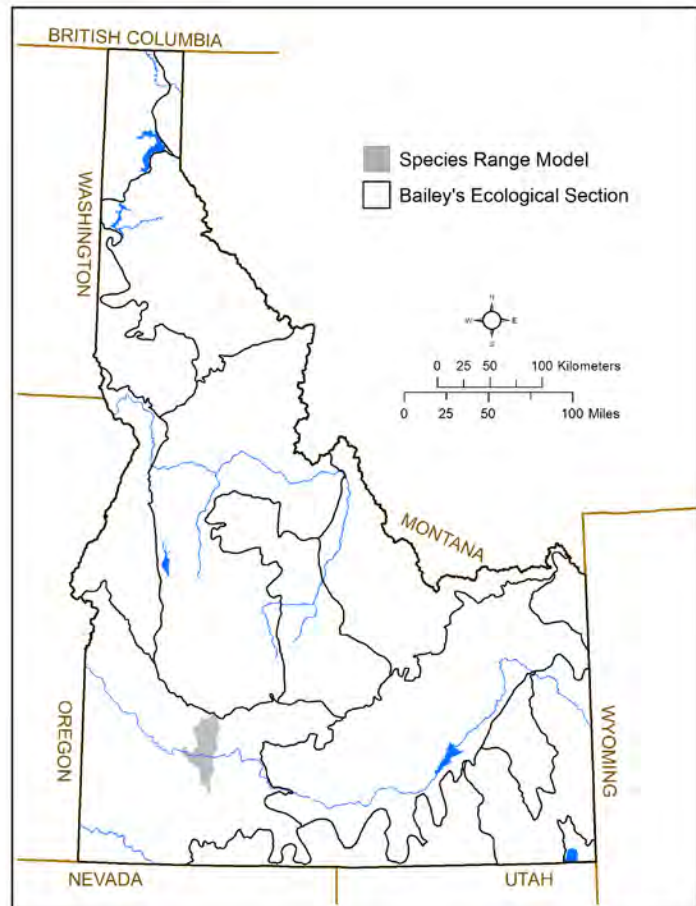 BRITISH COLUMBIA
WASHINGTON
Species Range Model
Bailey's Ecological Section
N
W E
S
0 25 50 100 Kilometers
0 25 50 100 Miles
MONTANA
OREGON
WYOMING
NEVADA
UTAH